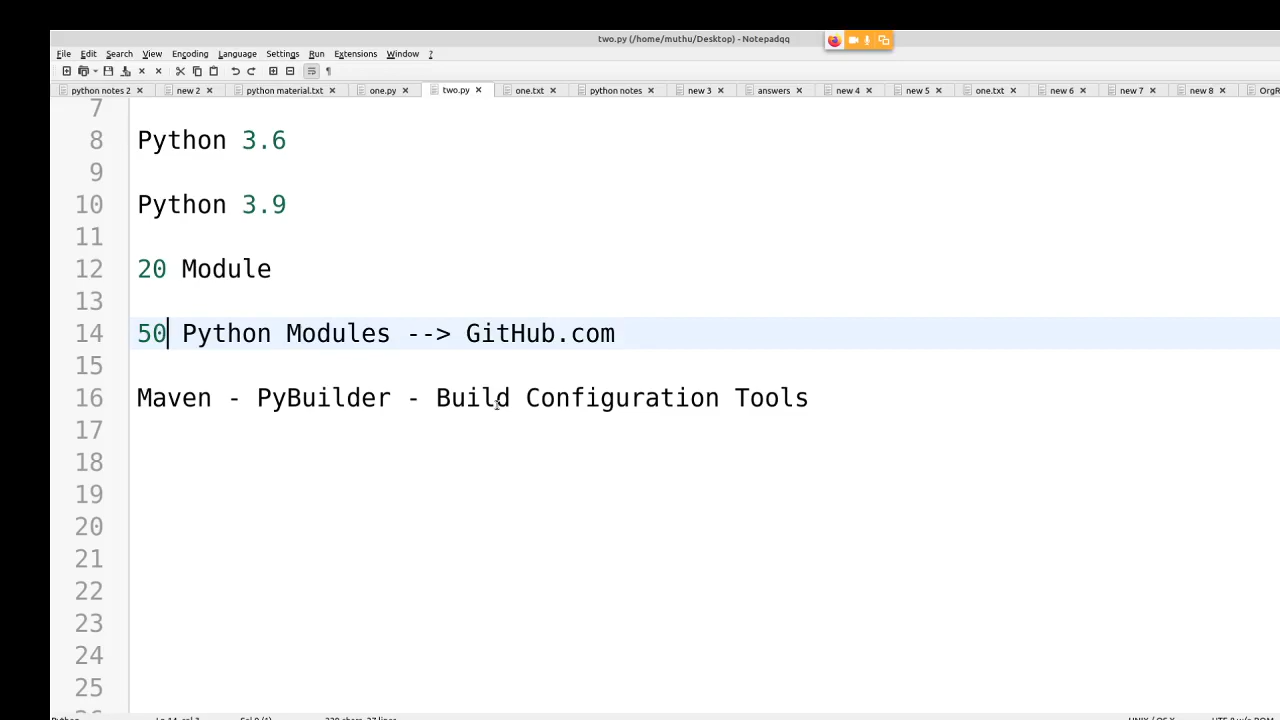 two.py (/home/muthu/Desktop) - Notepadqq
File Edit Search View Encoding Language Settings Run Extensions Window ?
python notes 2 new 2 python material.txt one.py two.py one.txt python notes new 3 answers new 4 new 5 one.txt new 6 new 7 new 8
7
8 Python 3.6
9
10 Python 3.9
11
12 20 Module
13
14 50 Python Modules --> GitHub.com
15
16 Maven - PyBuilder - Build Configuration Tools
17
18
19
20
21
22
23
24
25